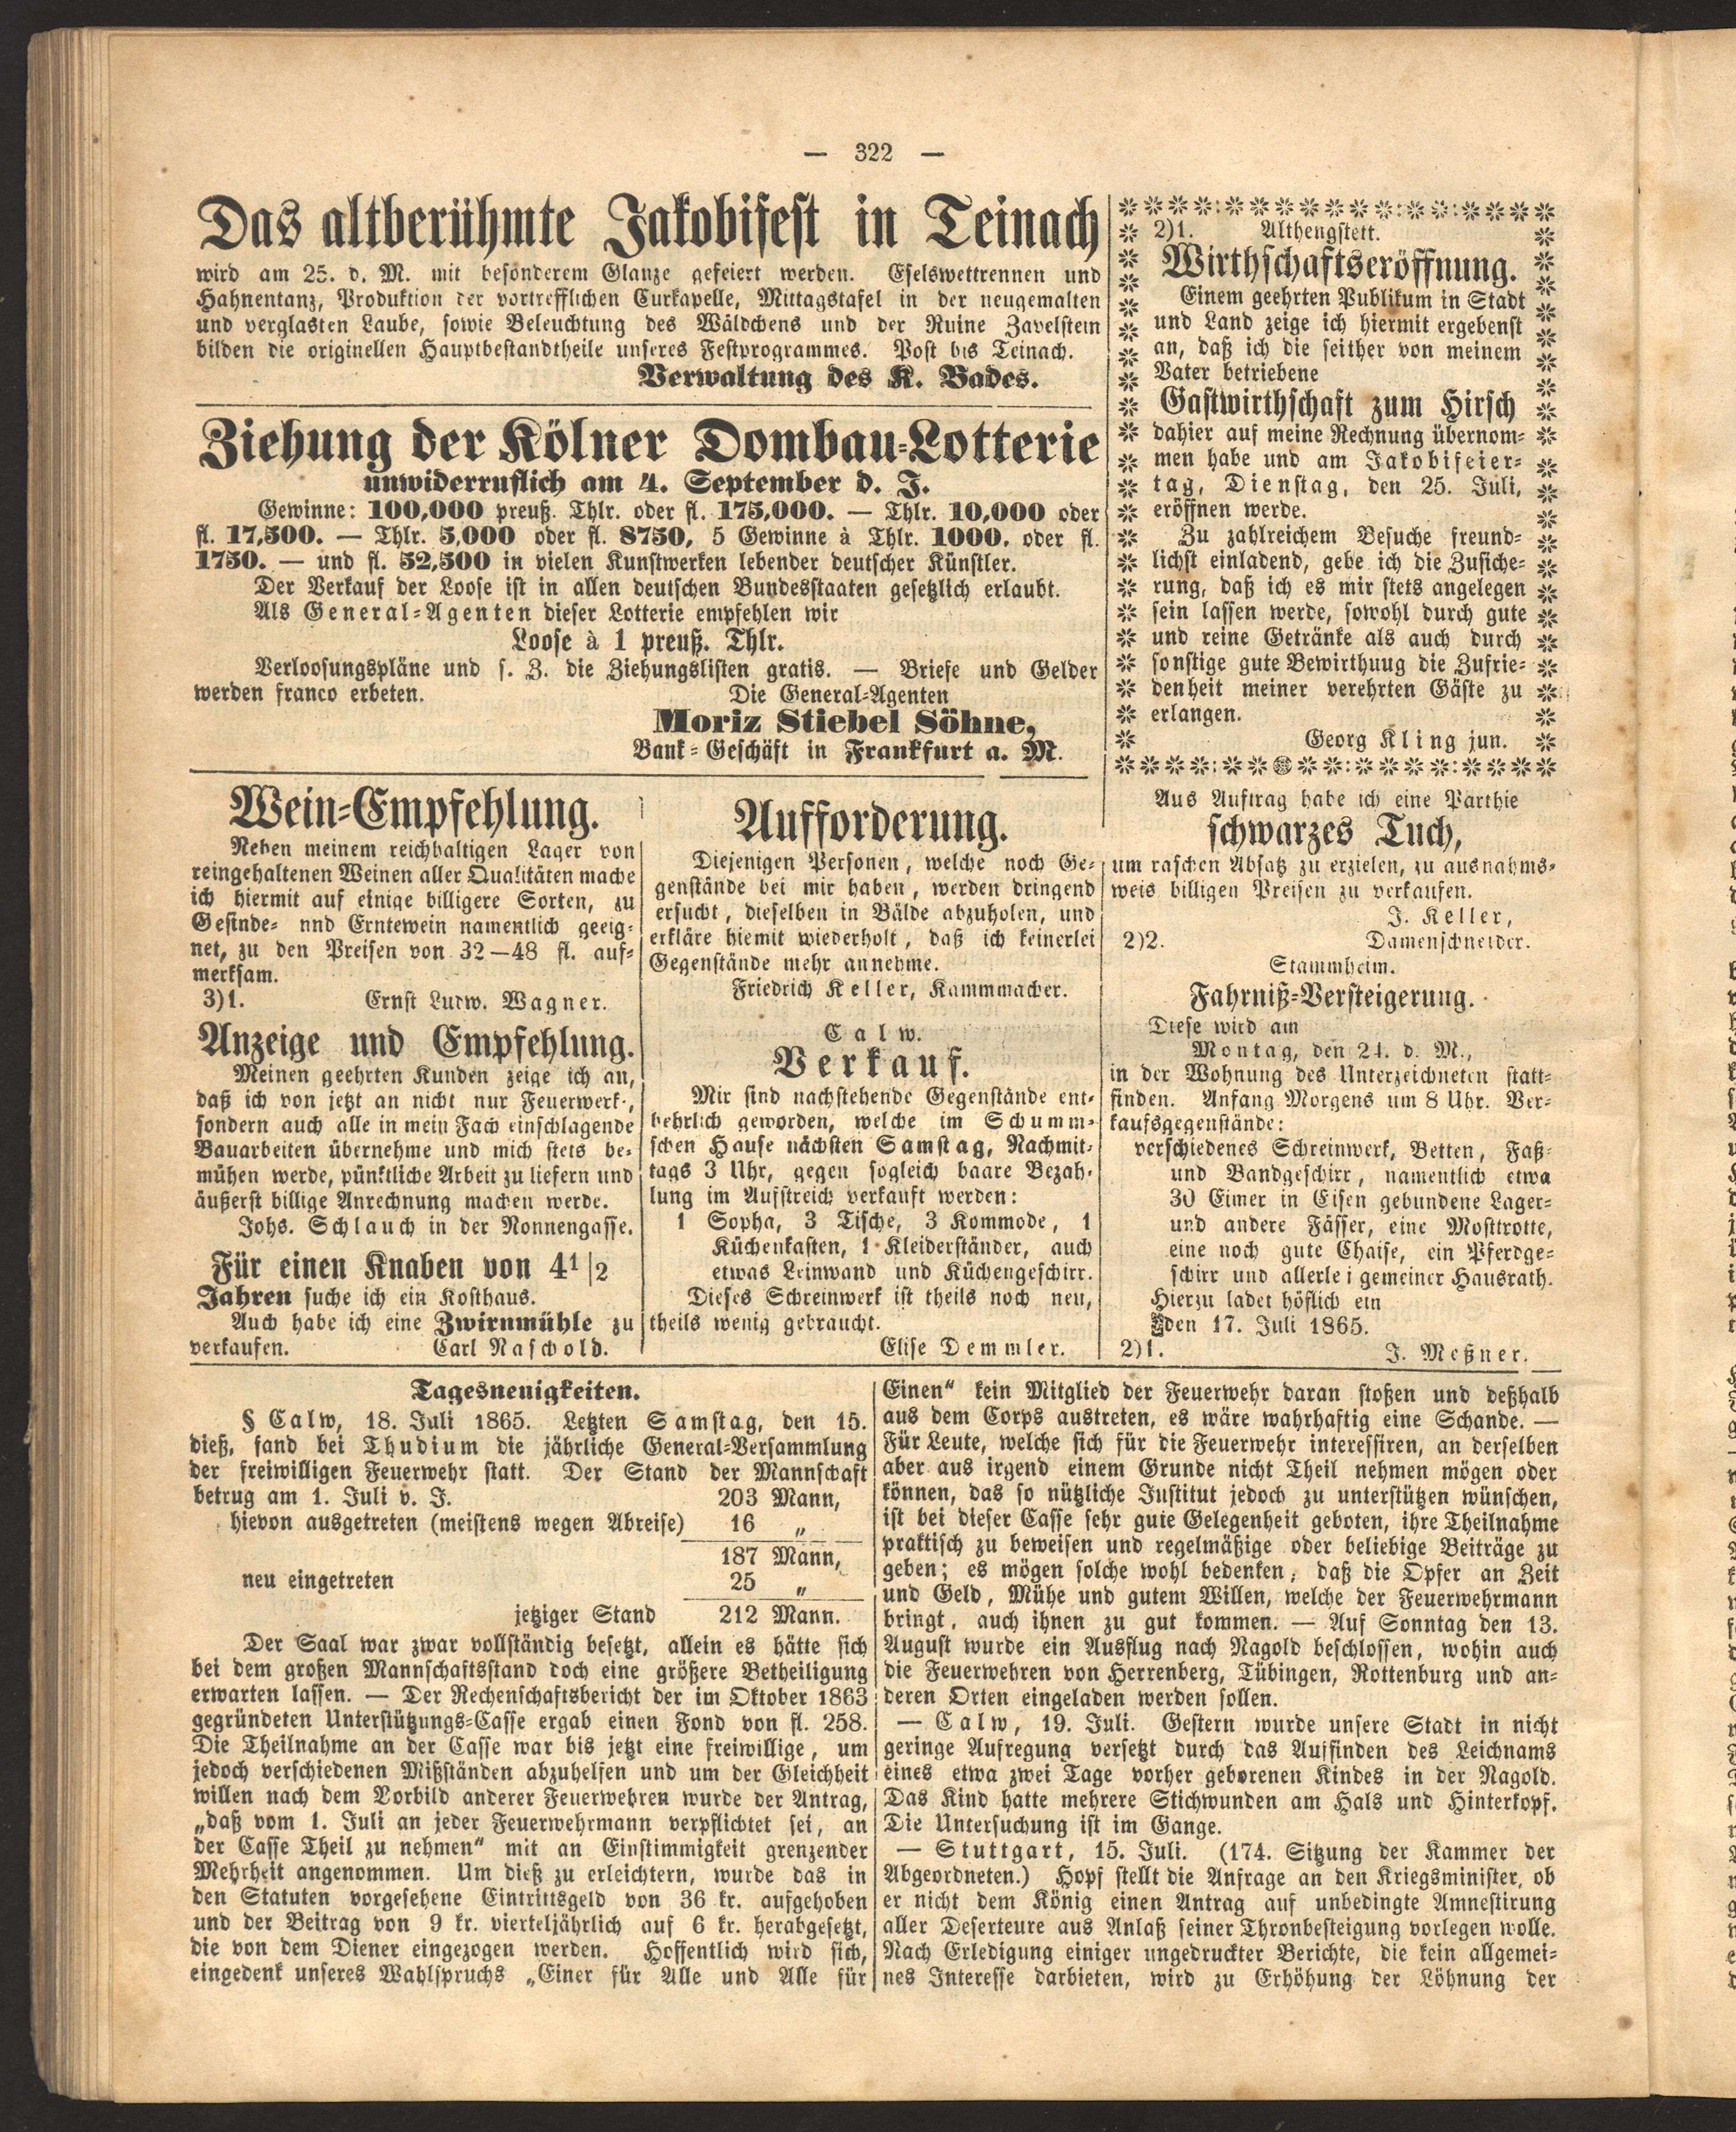 — 322 —
Das altberühmte Jakobifest in Teinach
wird am 25. d. M. mit besonderem Glanze gefeiert werden. Eselswettrennen und
Hahnentanz, Produktion der vortrefflichen Curkapelle, Mittagstafel in der neugemalten
und verglasten Laube, sowie Beleuchtung des Wäldchens und der Ruine Zavelstein
bilden die originellen Hauptbestandtheile unseres Festprogrammes. Post bis Teinach.
Verwaltung des K. Bades.
Ziehung der Kölner Dombau-Lotterie
unwiderruflich am 4. September d. J.
Gewinne: 100,000 preuß. Thlr. oder fl. 175,000. — Thlr. 10,000 oder
fl. 17,500. — Thlr. 5,000 oder fl. 8750, 5 Gewinne à Thlr. 1000. oder fl.
1750. — und fl. 52,500 in vielen Kunstwerken lebender deutscher Künstler.
Der Verkauf der Loose ist in allen deutschen Bundesstaaten gesetzlich erlaubt.
Als General-Agenten dieser Lotterie empfehlen wir
Loose à 1 preuß. Thlr.
Verloosungspläne und s. Z. die Ziehungslisten gratis. — Briefe und Gelder
werden franco erbeten. Die General-Agenten
Moriz Stiebel Söhne,
Bank-Geschäft in Frankfurt a. M.
2)1. Althengstett.
Wirthschaftseröffnung.
Einem geehrten Publikum in Stadt
und Land zeige ich hiermit ergebenst
an, daß ich die seither von meinem
Vater betriebene
Gastwirthschaft zum Hirsch
dahier auf meine Rechnung übernom-
men habe und am Jakobifeier-
tag, Dienstag, den 25. Juli,
eröffnen werde.
Zu zahlreichem Besuche freund-
lichst einladend, gebe ich die Zusiche-
rung, daß ich es mir stets angelegen
sein lassen werde, sowohl durch gute
und reine Getränke als auch durch
sonstige gute Bewirthuug die Zufrie-
denheit meiner verehrten Gäste zu
erlangen.
Georg Kling jun.
Wein-Empfehlung.
Neben meinem reichhaltigen Lager von
reingehaltenen Weinen aller Qualitäten mache
ich hiermit auf einige billigere Sorten, zu
Gesinde- nnd Erntewein namentlich geeig-
net, zu den Preisen von 32—48 fl. auf-
merksam.
3)1. Ernst Ludw. Wagner.
Anzeige und Empfehlung.
Meinen geehrten Kunden zeige ich an,
daß ich von jetzt an nicht nur Feuerwerk-,
sondern auch alle in mein Fach einschlagende
Bauarbeiten übernehme und mich stets be-
mühen werde, pünktliche Arbeit zu liefern und
äußerst billige Anrechnung machen werde.
Johs. Schlauch in der Nonnengasse.
Für einen Knaben von 4 1/2
Jahren suche ich ein Kosthaus.
Auch habe ich eine Zwirnmühle zu
verkaufen. Carl Naschold.
Aufforderung.
Diejenigen Personen, welche noch Ge-
genstände bei mir haben, werden dringend
ersucht, dieselben in Bälde abzuholen, und
erkläre hiemit wiederholt, daß ich keinerlei
Gegenstände mehr annehme.
Friedrich Keller, Kammmacher.
Calw.
Verkauf.
Mir sind nachstehende Gegenstände ent-
behrlich geworden, welche im Schumm-
schen Hause nächsten Samstag, Nachmit-
tags 3 Uhr, gegen sogleich baare Bezah-
lung im Aufstreich verkauft werden:
1 Sopha, 3 Tische, 3 Kommode, 1
Küchenkasten, 1 Kleiderständer, auch
etwas Leinwand und Küchengeschirr.
Dieses Schreinwerk ist theils noch neu,
theils wenig gebraucht.
Elise Demmler.
Aus Auftrag habe ich eine Parthie
schwarzes Tuch,
um raschen Absatz zu erzielen, zu ausnahms-
weis billigen Preisen zu verkaufen.
J. Keller,
2)2. Damenschneider.
Stammheim.
Fahrniß-Versteigerung.
Diese wird am
Montag, den 24. d. M.,
in der Wohnung des Unterzeichneten statt-
finden. Anfang Morgens um 8 Uhr. Ver-
kaufsgegenstände:
verschiedenes Schreinwerk, Betten, Faß-
und Bandgeschirr, namentlich etwa
30 Eimer in Eisen gebundene Lager-
und andere Fässer, eine Mosttrotte,
eine noch gute Chaise, ein Pferdge-
schirr und allerlei gemeiner Hausrath.
Hierzu ladet höflich ein
den 17. Juli 1865.
2)1. J. Meßner.
Tagesneuigkeiten.
§ Calw, 18. Juli 1865. Letzten Samstag, den 15.
dieß, fand bei Thudium die jährliche General-Versammlung
der freiwilligen Feuerwehr statt. Der Stand der Mannschaft
betrug am 1. Juli v. J. 203 Mann,
hievon ausgetreten (meistens wegen Abreise) 16 „
187 Mann,
neu eingetreten 25 „
jetziger Stand 212 Mann.
Der Saal war zwar vollständig besetzt, allein es hätte sich
bei dem großen Mannschaftsstand doch eine größere Betheiligung
erwarten lassen. — Der Rechenschaftsbericht der im Oktober 1863
gegründeten Unterstützungs-Casse ergab einen Fond von fl. 258.
Die Theilnahme an der Casse war bis jetzt eine freiwillige, um
jedoch verschiedenen Mißständen abzuhelfen und um der Gleichheit
willen nach dem Vorbild anderer Feuerwehren wurde der Antrag,
„daß vom 1. Juli an jeder Feuerwehrmann verpflichtet sei, an
der Casse Theil zu nehmen“ mit an Einstimmigkeit grenzender
Mehrheit angenommen. Um dieß zu erleichtern, wurde das in
den Statuten vorgesehene Eintrittsgeld von 36 kr. aufgehoben
und der Beitrag von 9 kr. vierteljährlich auf 6 kr. herabgesetzt,
die von dem Diener eingezogen werden. Hoffentlich wird sich,
eingedenk unseres Wahlspruchs „Einer für Alle und Alle für
Einen“ kein Mitglied der Feuerwehr daran stoßen und deßhalb
aus dem Corps austreten, es wäre wahrhaftig eine Schande. —
Für Leute, welche sich für die Feuerwehr interessiren, an derselben
aber aus irgend einem Grunde nicht Theil nehmen mögen oder
können, das so nützliche Institut jedoch zu unterstützen wünschen,
ist bei dieser Casse sehr gute Gelegenheit geboten, ihre Theilnahme
praktisch zu beweisen und regelmäßige oder beliebige Beiträge zu
geben; es mögen solche wohl bedenken, daß die Opfer an Zeit
und Geld, Mühe und gutem Willen, welche der Feuerwehrmann
bringt, auch ihnen zu gut kommen. — Auf Sonntag den 13.
August wurde ein Ausflug nach Nagold beschlossen, wohin auch
die Feuerwehren von Herrenberg, Tübingen, Rottenburg und an-
deren Orten eingeladen werden sollen.
— Calw, 19. Juli. Gestern wurde unsere Stadt in nicht
geringe Aufregung versetzt durch das Auffinden des Leichnams
eines etwa zwei Tage vorher geborenen Kindes in der Nagold.
Das Kind hatte mehrere Stichwunden am Hals und Hinterkopf.
Die Untersuchung ist im Gange.
— Stuttgart, 15. Juli. (174. Sitzung der Kammer der
Abgeordneten.) Hopf stellt die Anfrage an den Kriegsminister, ob
er nicht dem König einen Antrag auf unbedingte Amnestirung
aller Deserteure aus Anlaß seiner Thronbesteigung vorlegen wolle.
Nach Erledigung einiger ungedruckter Berichte, die kein allgemei-
nes Interesse darbieten, wird zu Erhöhung der Löhnung der